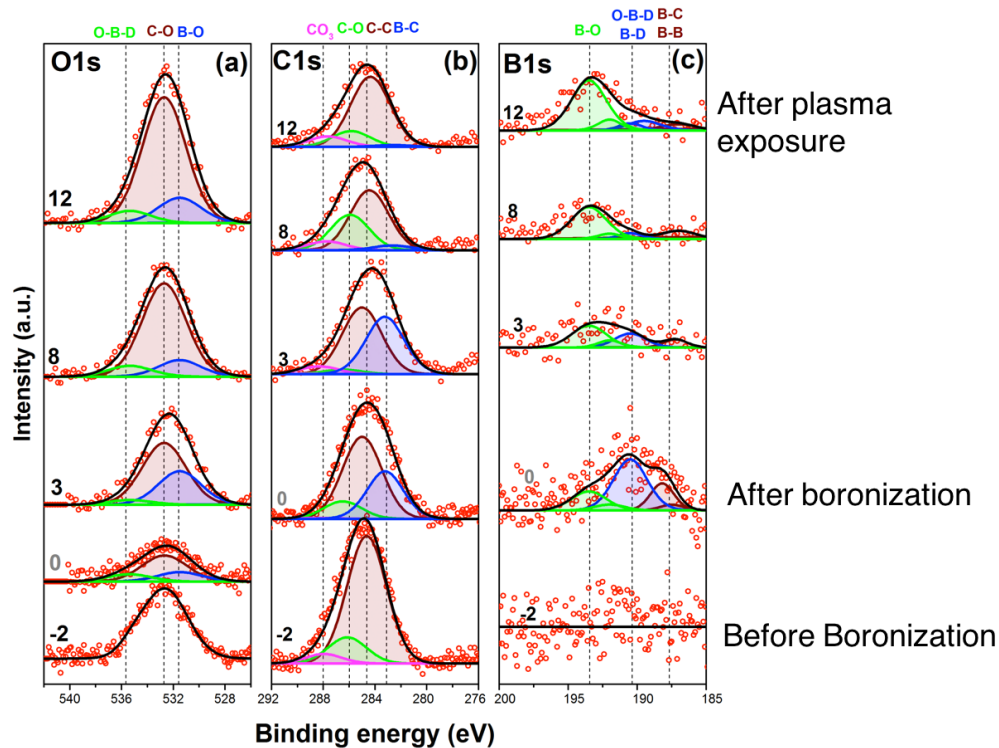 O-B-D C-O B-O
CO₃ C-O C-C B-C
O-B-D B-C
B-O B-D B-B
O1s (a)
C1s (b)
B1s (c)
12
12
12
After plasma
exposure
8
8
8
3
3
3
0
0
0
After boronization
-2
-2
-2
Before Boronization
Intensity (a.u.)
540 536 532 528
292 288 284 280 276
200 195 190 185
Binding energy (eV)